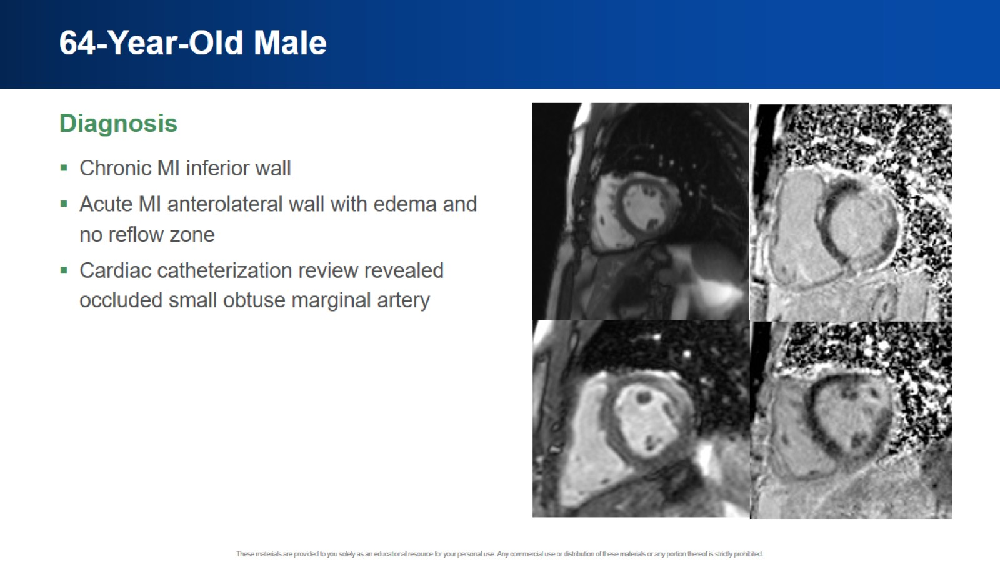 64-Year-Old Male
Diagnosis
▪ Chronic MI inferior wall
▪ Acute MI anterolateral wall with edema and
no reflow zone
▪ Cardiac catheterization review revealed
occluded small obtuse marginal artery
These materials are provided to you solely as an educational resource for your personal use. Any commercial use or distribution of these materials or any portion thereof is strictly prohibited.